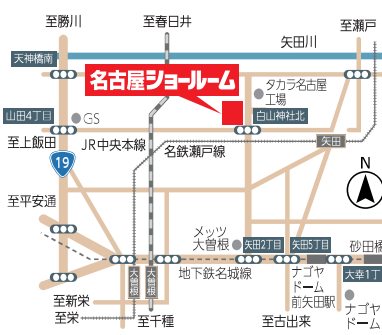 至勝川
至春日井
至瀬戸
矢田川
天神橋南
名古屋ショールーム
タカラ名古屋
工場
山田4丁目
GS
白山神社北
至上飯田
JR中央本線
名鉄瀬戸線
矢田
19
N
至平安通
メッツ
大曽根
矢田2丁目
矢田5丁目
砂田橋
大曽根
大曽根
地下鉄名城線
ナゴヤ
ドーム
前矢田駅
大幸1丁
ナゴヤ
ドーム
至新栄
至栄
至千種
至古出来